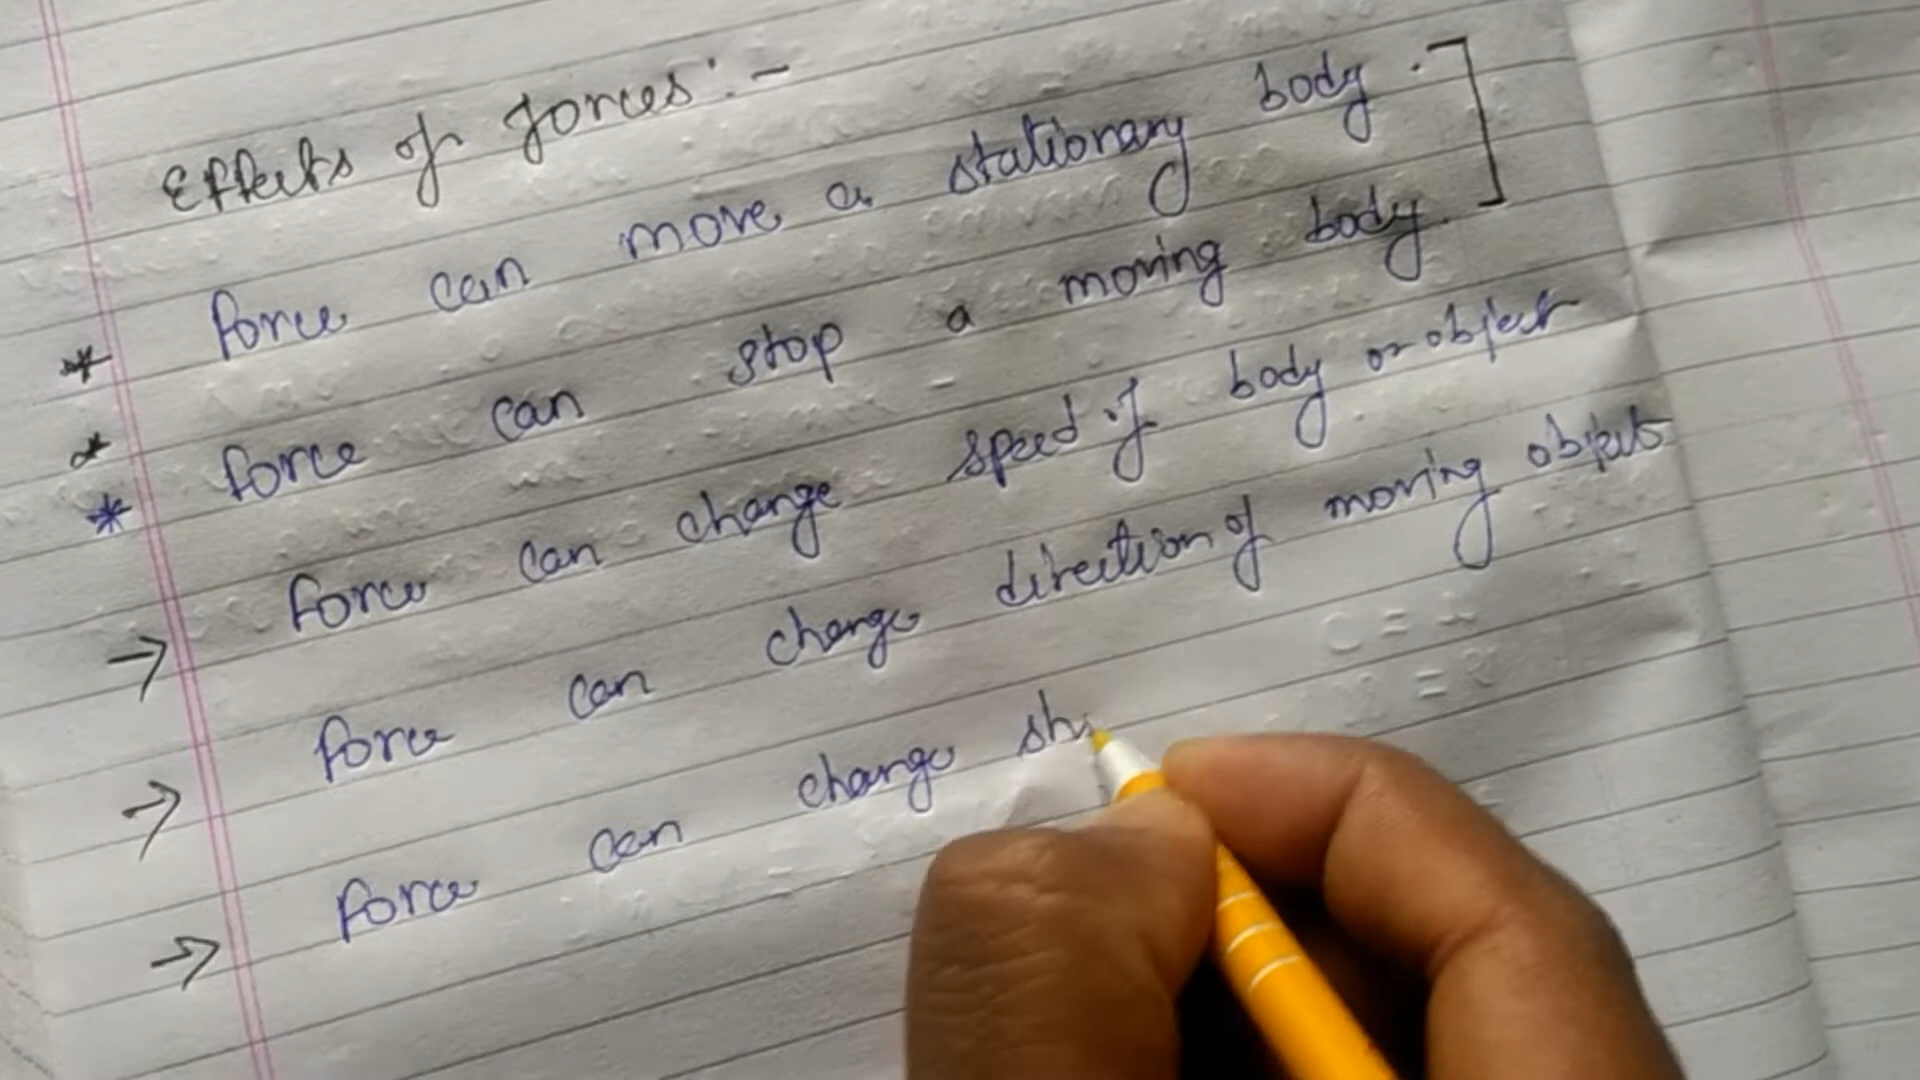 Effects of forces :-
* force can move a stationary body .
* force can stop a moving body .
* force can change speed of body or object
→ force can change direction of moving objects
→ force can change sh
→